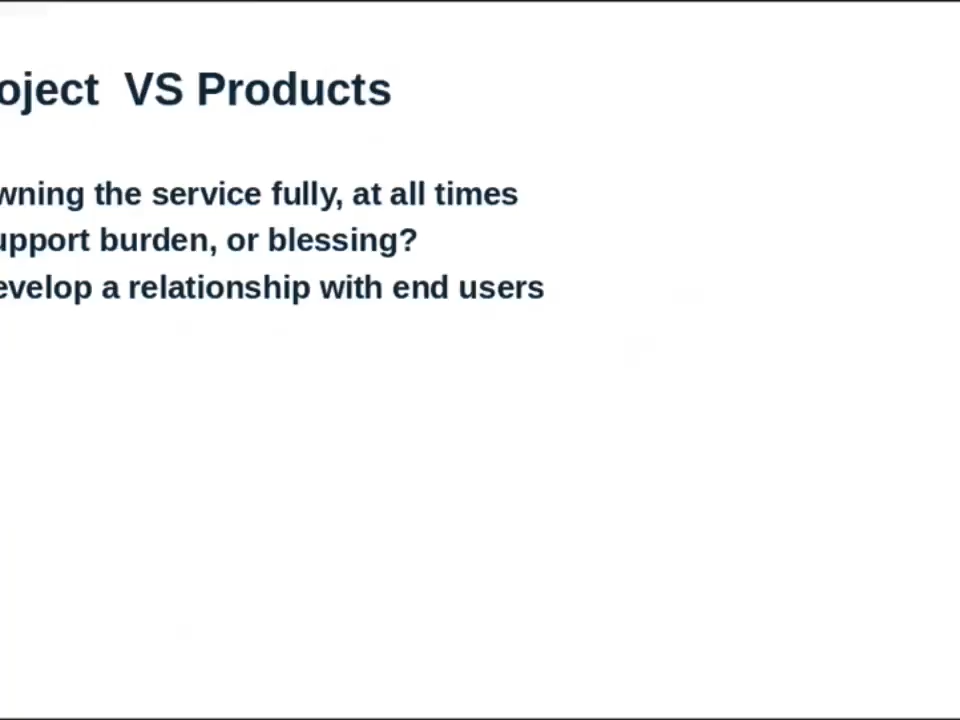 oject VS Products
wning the service fully, at all times
upport burden, or blessing?
evelop a relationship with end users